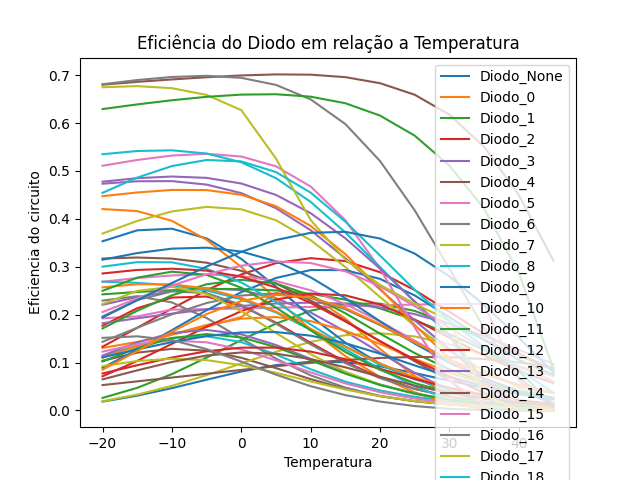 Eficiência do Diodo em relação a Temperatura
Eficiencia do circuito
0.7
0.6
0.5
0.4
0.3
0.2
0.1
0.0
−20
−10
0
10
20
30
40
Temperatura
Diodo_None
Diodo_0
Diodo_1
Diodo_2
Diodo_3
Diodo_4
Diodo_5
Diodo_6
Diodo_7
Diodo_8
Diodo_9
Diodo_10
Diodo_11
Diodo_12
Diodo_13
Diodo_14
Diodo_15
Diodo_16
Diodo_17
Diodo_18